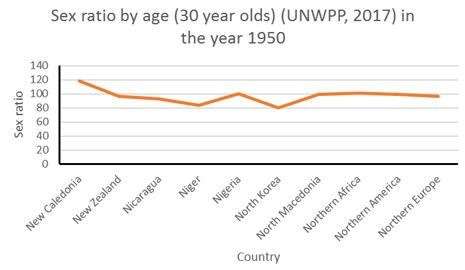 Sex ratio by age (30 year olds) (UNWPP, 2017) in
the year 1950
140
120
100
80
60
40
20
0
Sex ratio
New Caledonia
New Zealand
Nicaragua
Niger
Nigeria
North Korea
North Macedonia
Northern Africa
Northern America
Northern Europe
Country